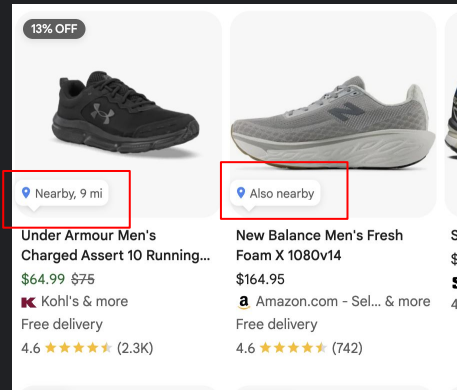 13% OFF
Nearby, 9 mi
Also nearby
Under Armour Men's
Charged Assert 10 Running...
$64.99 $75
Kohl's & more
Free delivery
4.6 (2.3K)
New Balance Men's Fresh
Foam X 1080v14
$164.95
Amazon.com - Sel... & more
Free delivery
4.6 (742)
S
$
4